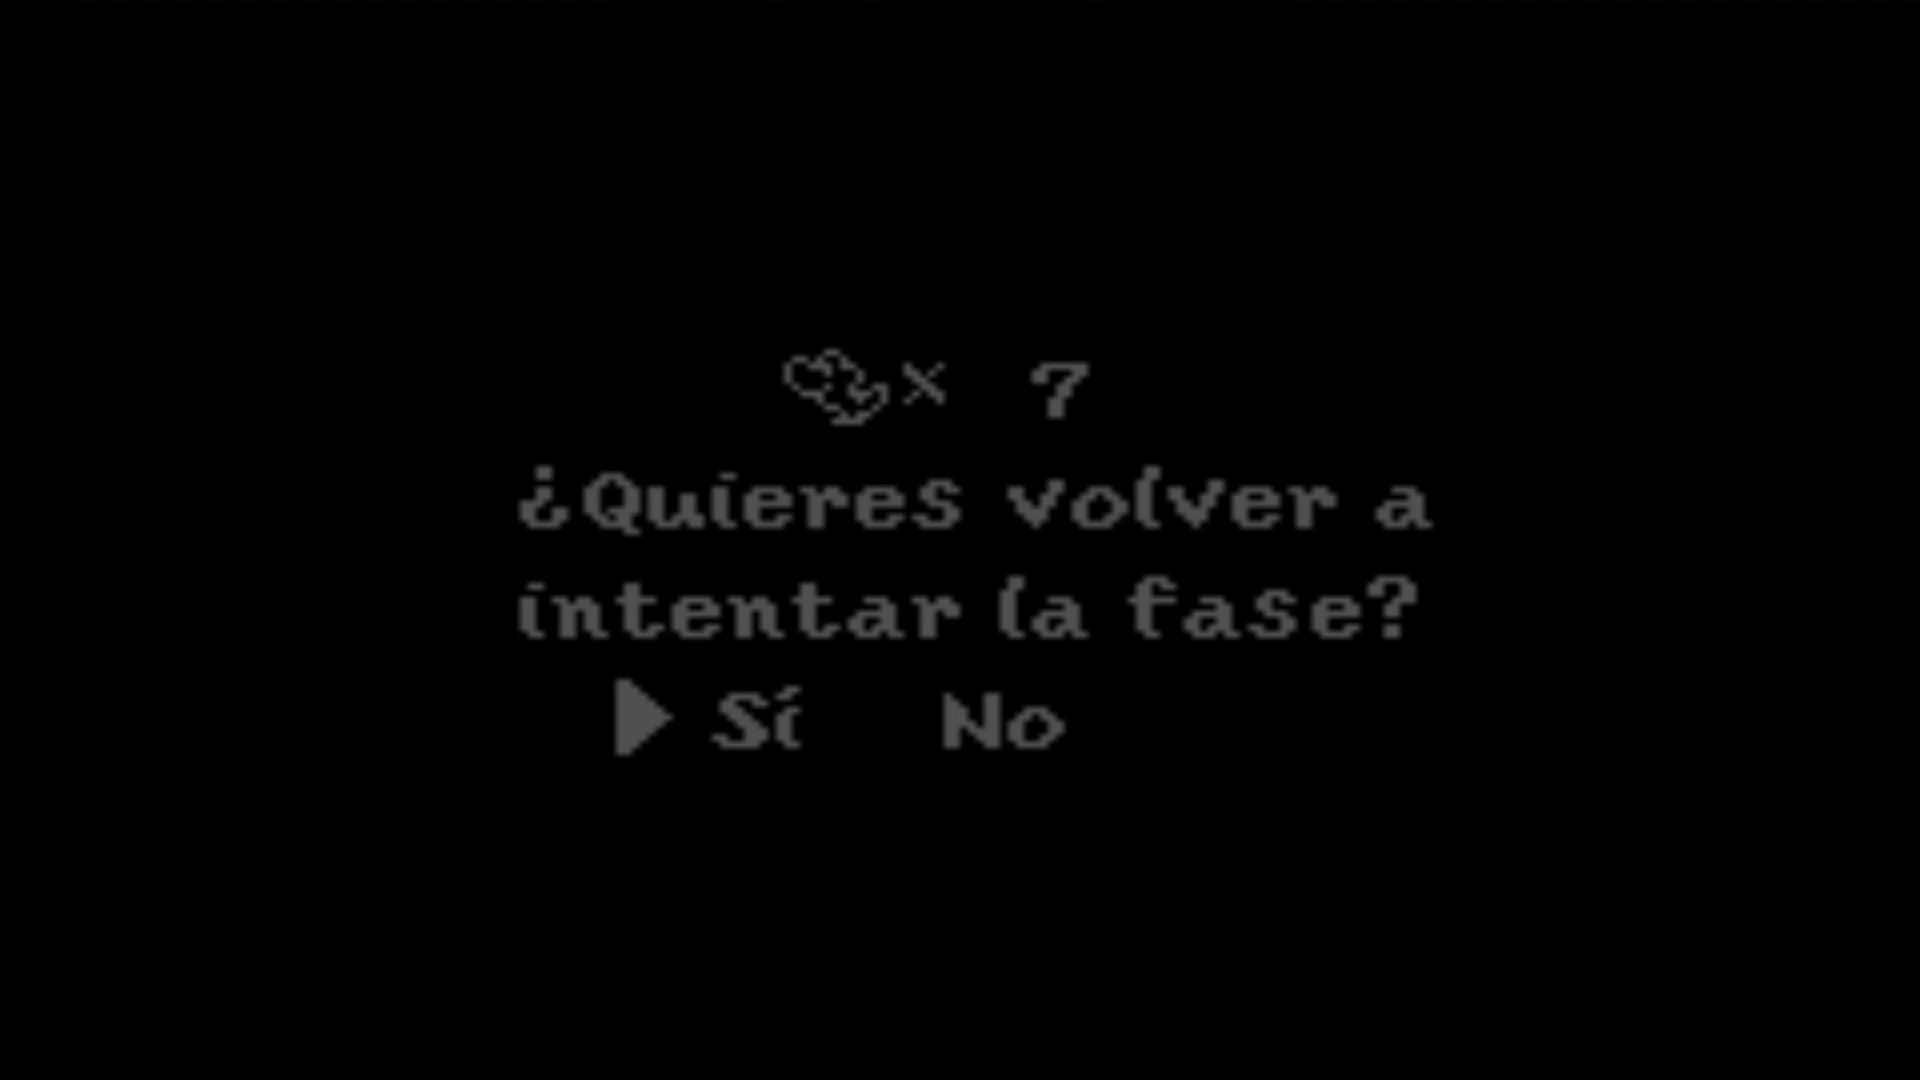 × 7
¿Quieres volver a
intentar la fase?
▶ Sí No